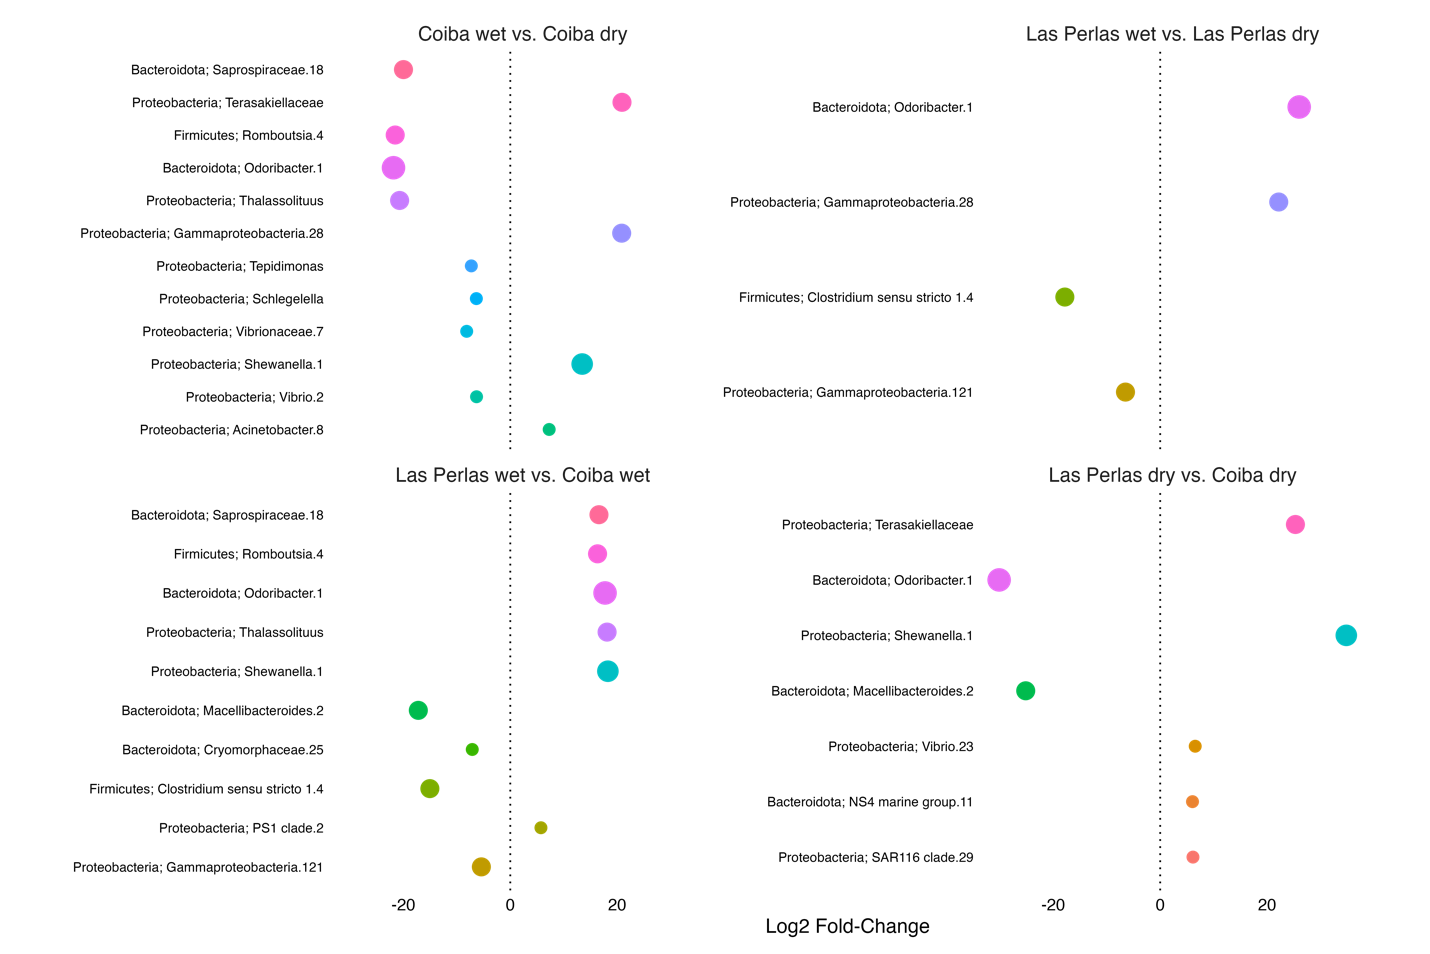 Coiba wet vs. Coiba dry
Bacteroidota; Saprospiraceae.18
Proteobacteria; Terasakiellaceae
Firmicutes; Romboutsia.4
Bacteroidota; Odoribacter.1
Proteobacteria; Thalassolituus
Proteobacteria; Gammaproteobacteria.28
Proteobacteria; Tepidimonas
Proteobacteria; Schlegelella
Proteobacteria; Vibrionaceae.7
Proteobacteria; Shewanella.1
Proteobacteria; Vibrio.2
Proteobacteria; Acinetobacter.8
Las Perlas wet vs. Las Perlas dry
Bacteroidota; Odoribacter.1
Proteobacteria; Gammaproteobacteria.28
Firmicutes; Clostridium sensu stricto 1.4
Proteobacteria; Gammaproteobacteria.121
Las Perlas wet vs. Coiba wet
Bacteroidota; Saprospiraceae.18
Firmicutes; Romboutsia.4
Bacteroidota; Odoribacter.1
Proteobacteria; Thalassolituus
Proteobacteria; Shewanella.1
Bacteroidota; Macellibacteroides.2
Bacteroidota; Cryomorphaceae.25
Firmicutes; Clostridium sensu stricto 1.4
Proteobacteria; PS1 clade.2
Proteobacteria; Gammaproteobacteria.121
-20 0 20
Las Perlas dry vs. Coiba dry
Proteobacteria; Terasakiellaceae
Bacteroidota; Odoribacter.1
Proteobacteria; Shewanella.1
Bacteroidota; Macellibacteroides.2
Proteobacteria; Vibrio.23
Bacteroidota; NS4 marine group.11
Proteobacteria; SAR116 clade.29
-20 0 20
Log2 Fold-Change